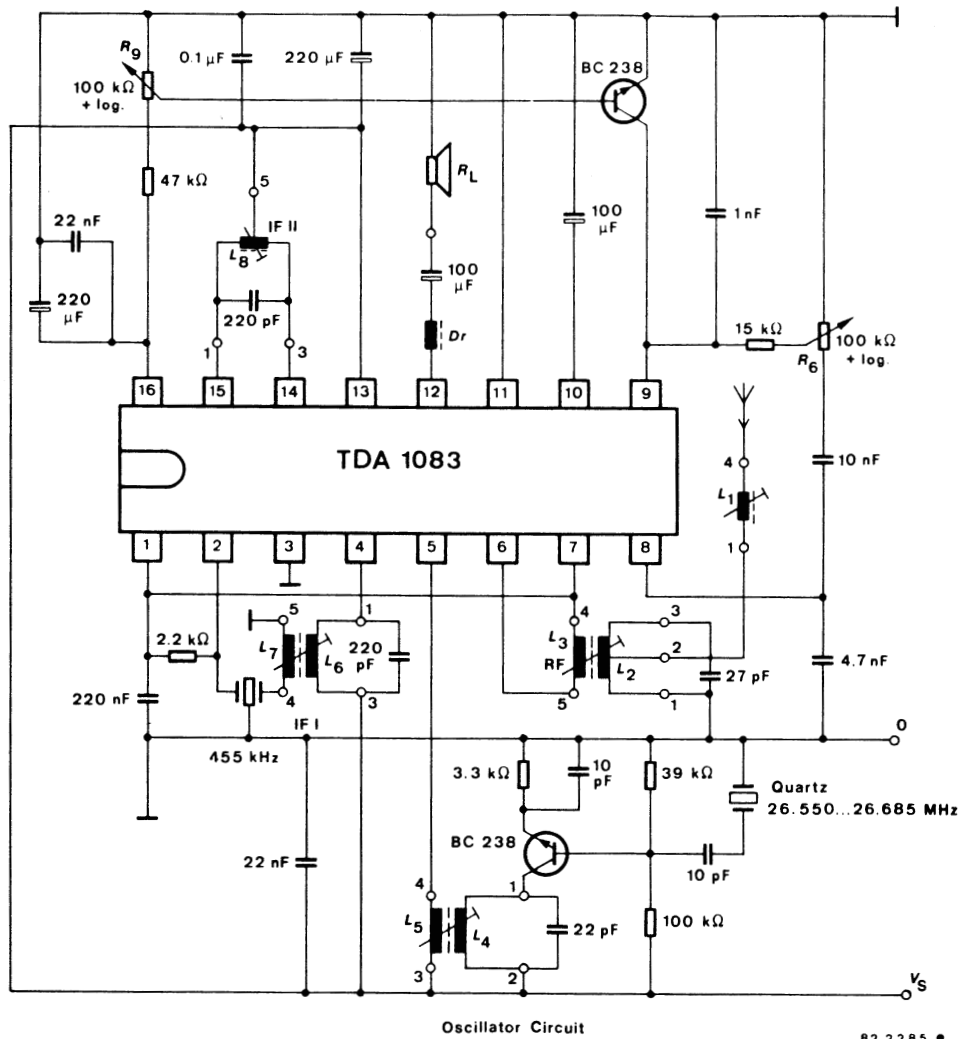 R9
100 kΩ
+ log.
0.1 µF
220 µF
BC 238
47 kΩ
5
IF II
L8
RL
22 nF
220
µF
220 pF
1
3
100
µF
Dr
100
µF
1 nF
15 kΩ
R6
100 kΩ
+ log.
16
15
14
13
12
11
10
9
TDA 1083
4
L1
1
10 nF
1
2
3
4
5
6
7
8
2.2 kΩ
5
L7
4
L6
1
220
pF
3
220 nF
IF I
455 kHz
4
L3
RF
5
L2
3
2
1
27 pF
4.7 nF
0
3.3 kΩ
10
pF
39 kΩ
Quartz
26.550...26.685 MHz
BC 238
10 pF
22 nF
4
L5
3
L4
1
22 pF
2
100 kΩ
VS
Oscillator Circuit
82 2285